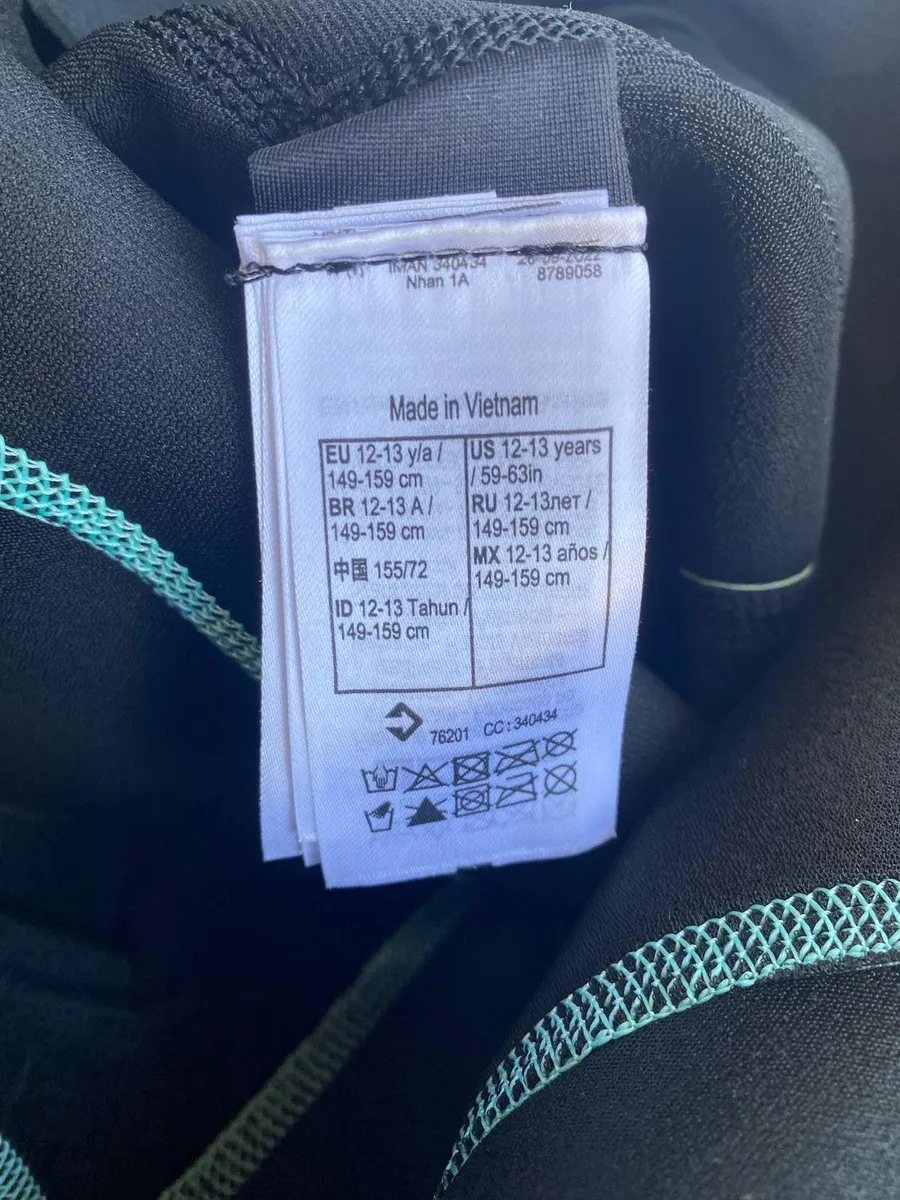 IMAN 340434
Nhan 1A
8789058
Made in Vietnam
EU 12-13 y/a /
149-159 cm
BR 12-13 A /
149-159 cm
中国 155/72
ID 12-13 Tahun /
149-159 cm
US 12-13 years
/ 59-63in
RU 12-13лет /
149-159 cm
MX 12-13 años /
149-159 cm
76201 CC : 340434